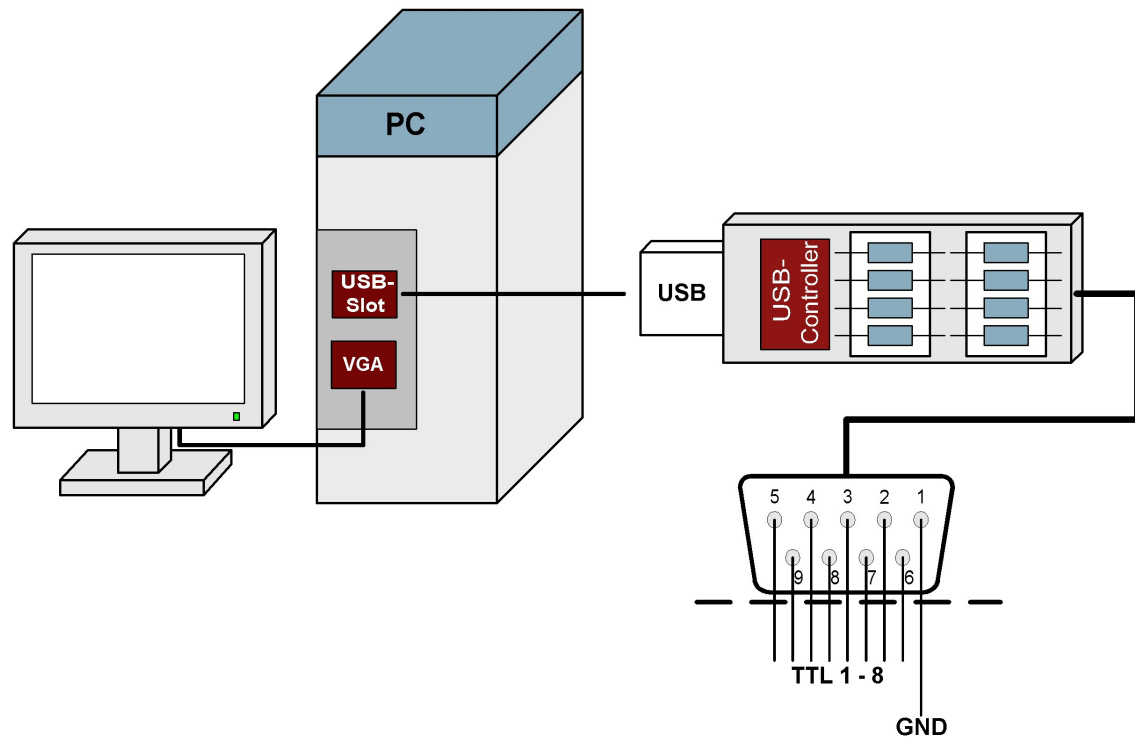 PC
USB-
Slot
VGA
USB
USB-
Controller
5 4 3 2 1
9 8 7 6
TTL 1 - 8
GND